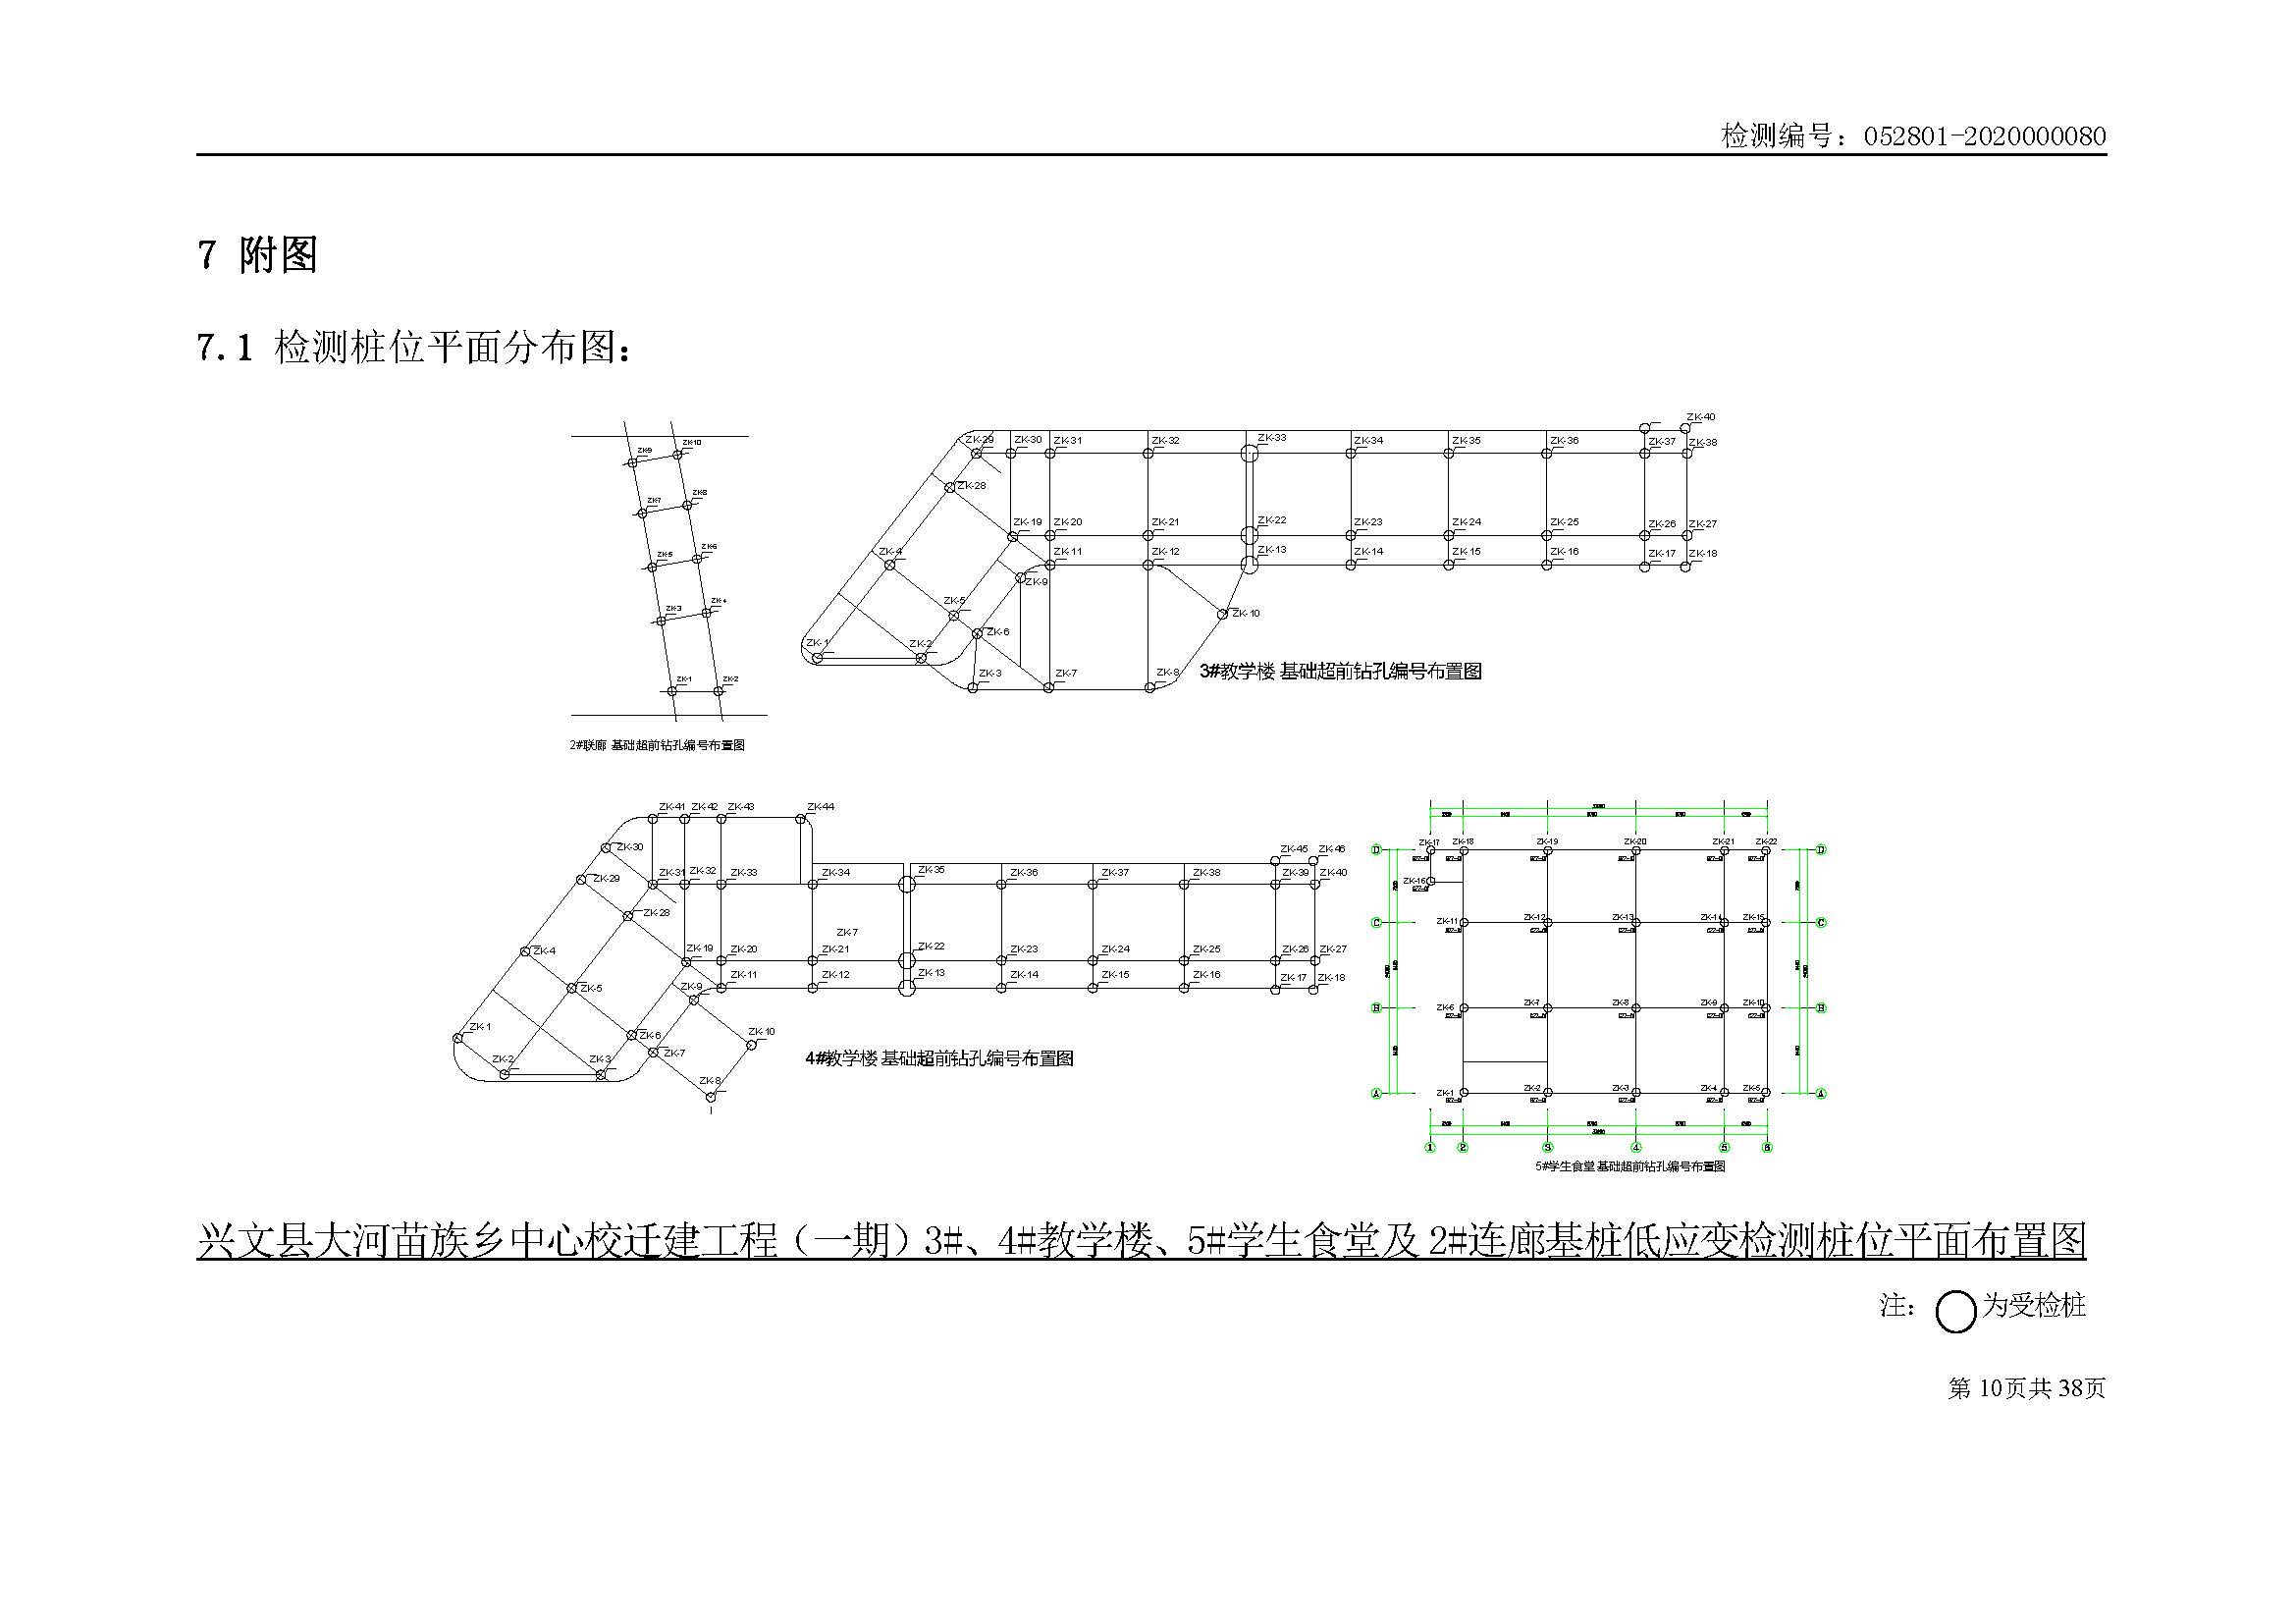 检测编号：052801-2020000080
7 附图
7.1 检测桩位平面分布图：
ZK-9 ZK-10
ZK-7 ZK-8
ZK-5 ZK-6
ZK-3 ZK-4
ZK-1 ZK-2
2#联廊 基础超前钻孔编号布置图
ZK-40
ZK-29 ZK-30 ZK-31 ZK-32 ZK-33 ZK-34 ZK-35 ZK-36 ZK-37 ZK-38
ZK-28
ZK-19 ZK-20 ZK-21 ZK-22 ZK-23 ZK-24 ZK-25 ZK-26 ZK-27
ZK-4 ZK-11 ZK-12 ZK-13 ZK-14 ZK-15 ZK-16 ZK-17 ZK-18
ZK-9
ZK-5 ZK-10
ZK-1 ZK-2 ZK-6
ZK-3 ZK-7 ZK-8
3#教学楼 基础超前钻孔编号布置图
ZK-41 ZK-42 ZK-43 ZK-44
ZK-30 ZK-45 ZK-46
ZK-29 ZK-31 ZK-32 ZK-33 ZK-34 ZK-35 ZK-36 ZK-37 ZK-38 ZK-39 ZK-40
ZK-28
ZK-7
ZK-4 ZK-19 ZK-20 ZK-21 ZK-22 ZK-23 ZK-24 ZK-25 ZK-26 ZK-27
ZK-5 ZK-9 ZK-11 ZK-12 ZK-13 ZK-14 ZK-15 ZK-16 ZK-17 ZK-18
ZK-1 ZK-6 ZK-10
ZK-2 ZK-3 ZK-7
ZK-8
4#教学楼 基础超前钻孔编号布置图
D ZK-17 ZK-18 ZK-19 ZK-20 ZK-21 ZK-22 D
ZK-16
C ZK-11 ZK-12 ZK-13 ZK-14 ZK-15 C
B ZK-6 ZK-7 ZK-8 ZK-9 ZK-10 B
A ZK-1 ZK-2 ZK-3 ZK-4 ZK-5 A
1 2 3 4 5 6
5#学生食堂 基础超前钻孔编号布置图
兴文县大河苗族乡中心校迁建工程（一期）3#、4#教学楼、5#学生食堂及 2#连廊基桩低应变检测桩位平面布置图
注：为受检桩
第 10页共 38页